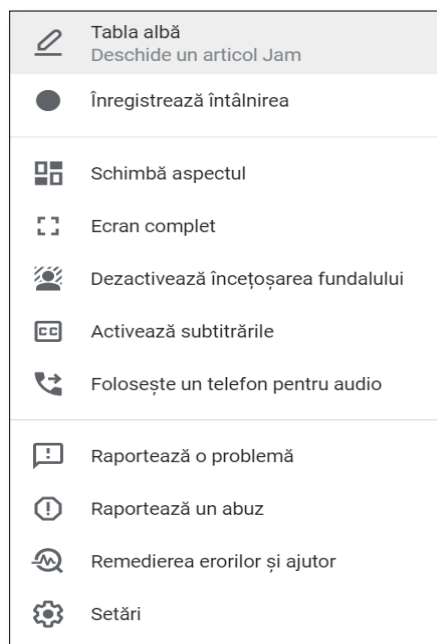 Tabla albă
Deschide un articol Jam
Înregistrează întâlnirea
Schimbă aspectul
Ecran complet
Dezactivează încețoșarea fundalului
CC Activează subtitrările
Folosește un telefon pentru audio
Raportează o problemă
Raportează un abuz
Remedierea erorilor și ajutor
Setări